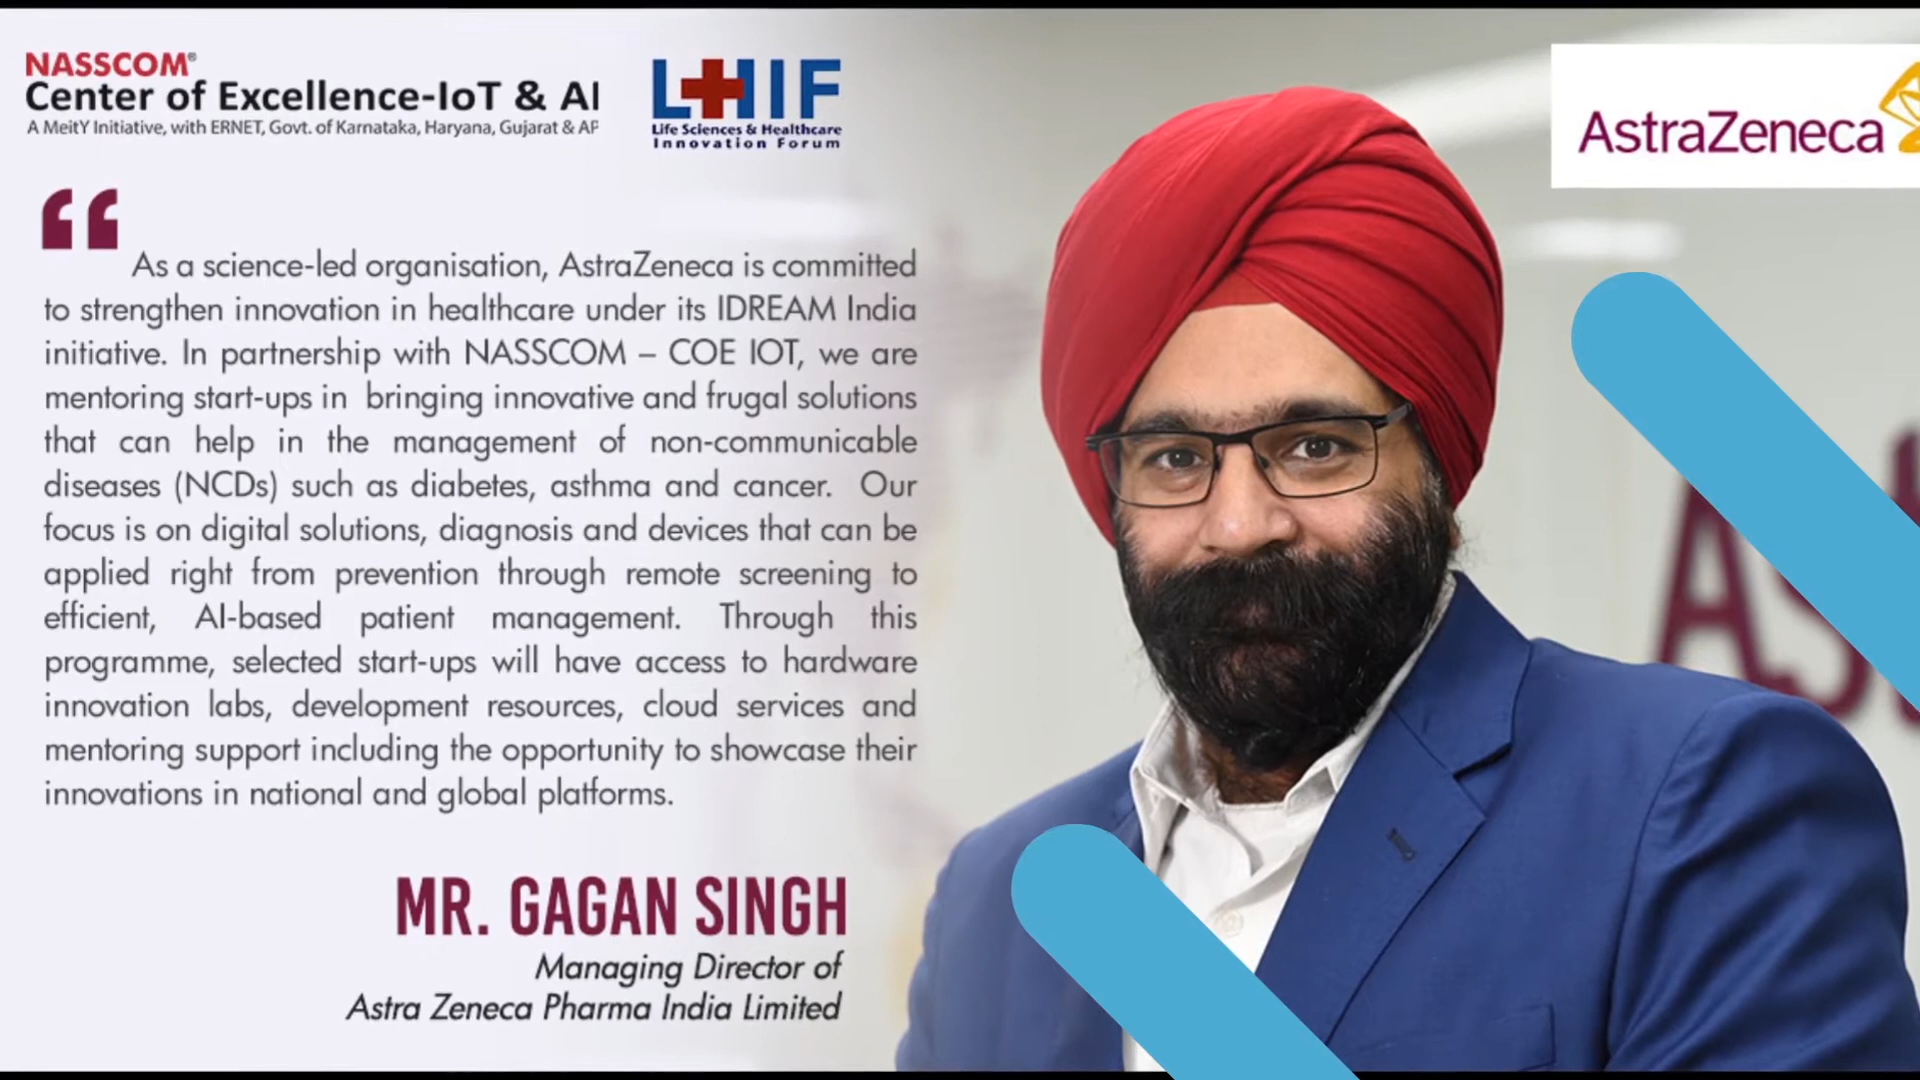 NASSCOM®
Center of Excellence-IoT & AI
A MeitY Initiative, with ERNET, Govt. of Karnataka, Haryana, Gujarat & AP
LHIF
Life Sciences & Healthcare
Innovation Forum
AstraZeneca
“
As a science-led organisation, AstraZeneca is committed
to strengthen innovation in healthcare under its IDREAM India
initiative. In partnership with NASSCOM – COE IOT, we are
mentoring start-ups in bringing innovative and frugal solutions
that can help in the management of non-communicable
diseases (NCDs) such as diabetes, asthma and cancer. Our
focus is on digital solutions, diagnosis and devices that can be
applied right from prevention through remote screening to
efficient, AI-based patient management. Through this
programme, selected start-ups will have access to hardware
innovation labs, development resources, cloud services and
mentoring support including the opportunity to showcase their
innovations in national and global platforms.
MR. GAGAN SINGH
Managing Director of
Astra Zeneca Pharma India Limited